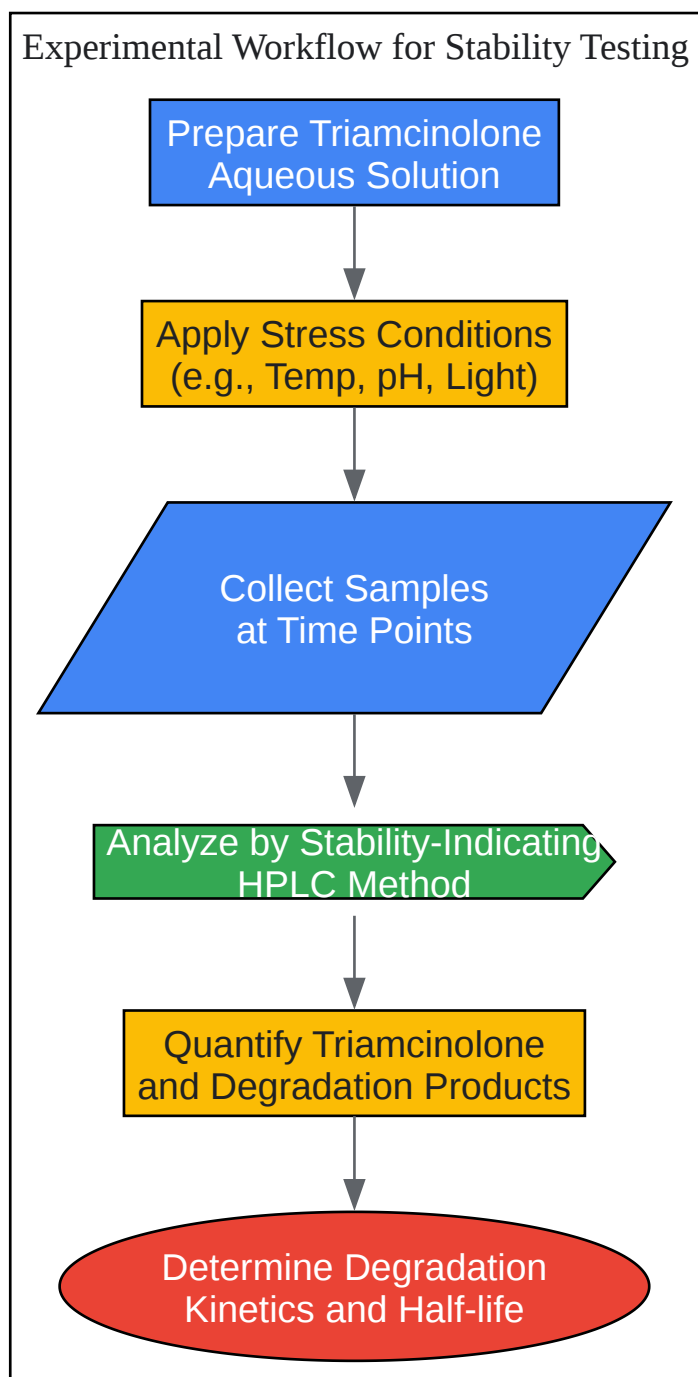 Experimental Workflow for Stability Testing
Prepare Triamcinolone
Aqueous Solution
Apply Stress Conditions
(e.g., Temp, pH, Light)
Collect Samples
at Time Points
Analyze by Stability-Indicating
HPLC Method
Quantify Triamcinolone
and Degradation Products
Determine Degradation
Kinetics and Half-life